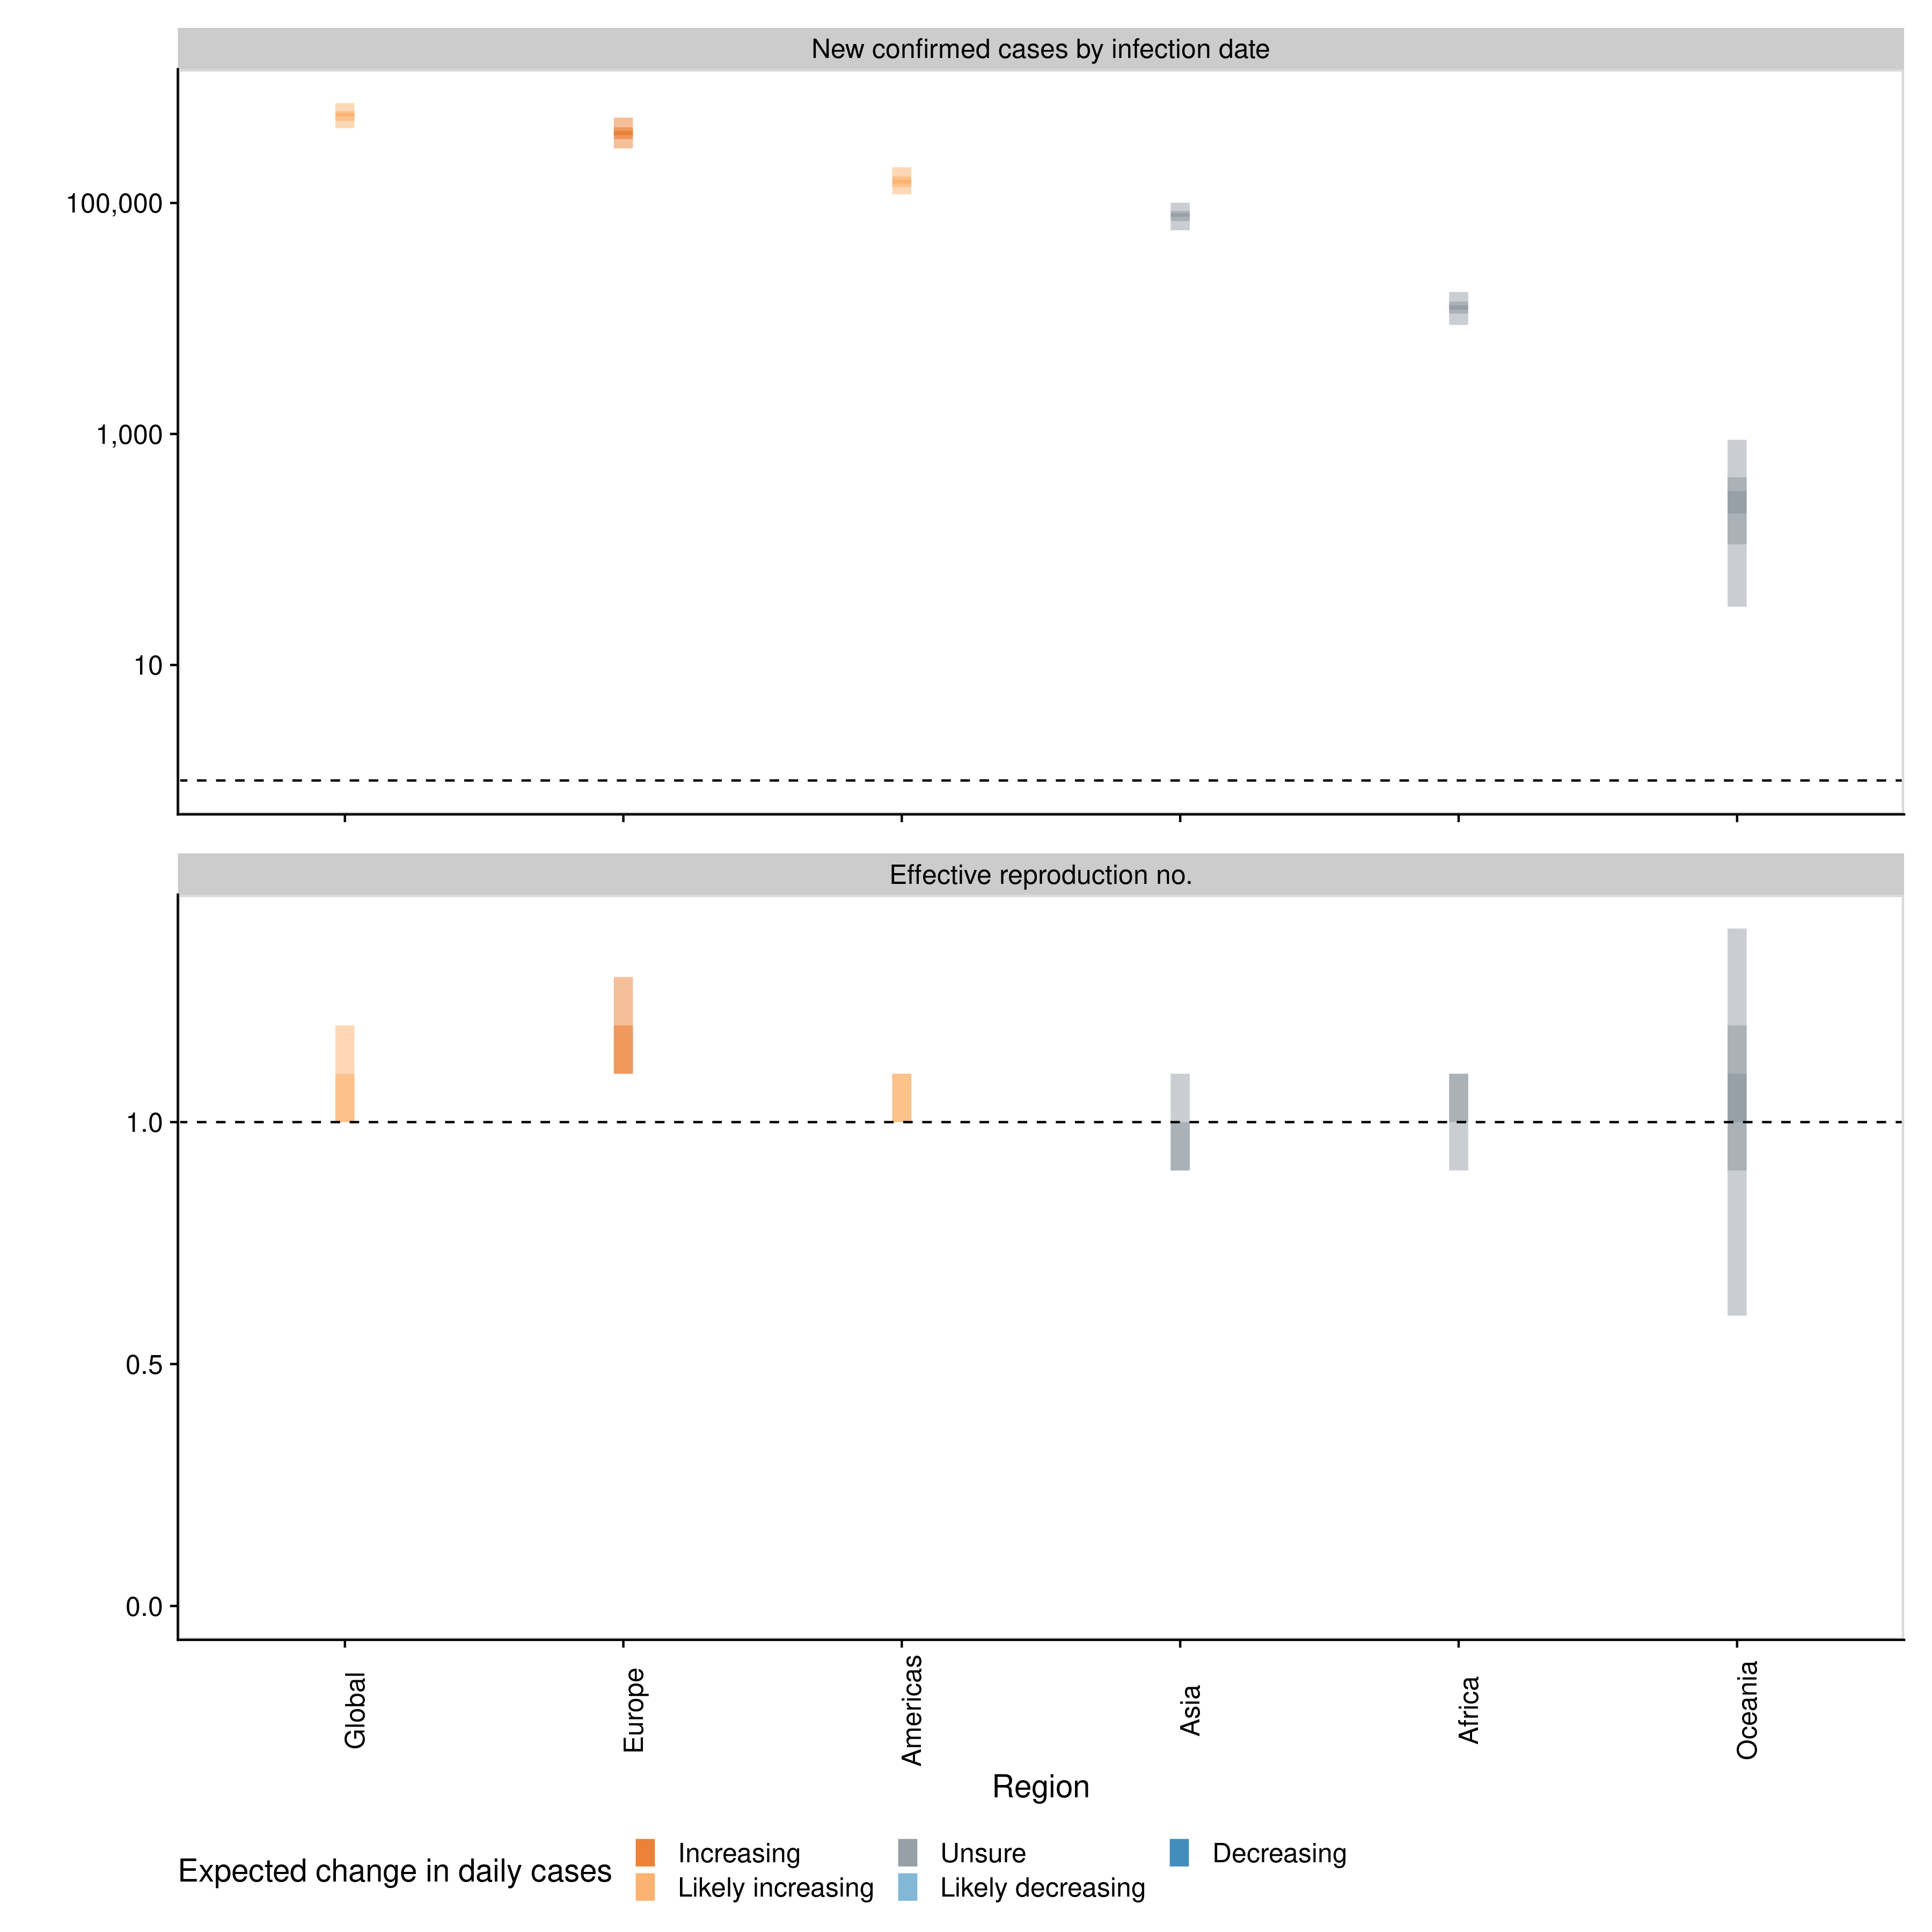 New confirmed cases by infection date
100,000
1,000
10
Effective reproduction no.
1.0
0.5
0.0
Global
Europe
Americas
Asia
Africa
Oceania
Region
Expected change in daily cases
Increasing
Likely increasing
Unsure
Likely decreasing
Decreasing